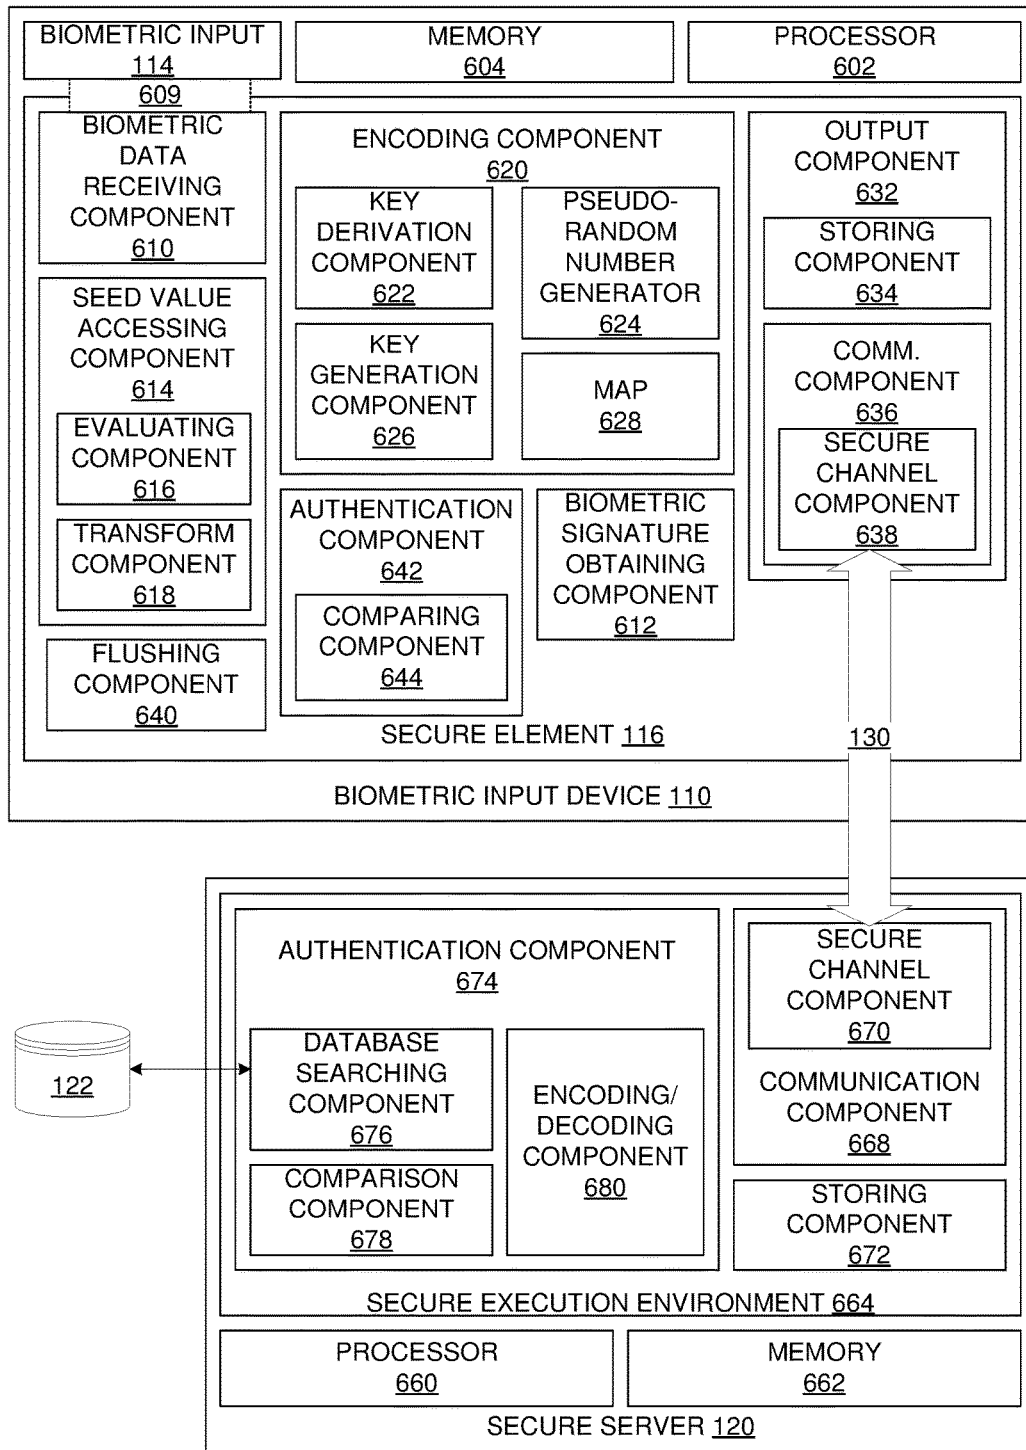 BIOMETRIC INPUT
114
MEMORY
604
PROCESSOR
602
609
BIOMETRIC
DATA
RECEIVING
COMPONENT
610
SEED VALUE
ACCESSING
COMPONENT
614
EVALUATING
COMPONENT
616
TRANSFORM
COMPONENT
618
FLUSHING
COMPONENT
640
ENCODING COMPONENT
620
KEY
DERIVATION
COMPONENT
622
PSEUDO-
RANDOM
NUMBER
GENERATOR
624
KEY
GENERATION
COMPONENT
626
MAP
628
AUTHENTICATION
COMPONENT
642
COMPARING
COMPONENT
644
BIOMETRIC
SIGNATURE
OBTAINING
COMPONENT
612
OUTPUT
COMPONENT
632
STORING
COMPONENT
634
COMM.
COMPONENT
636
SECURE
CHANNEL
COMPONENT
638
SECURE ELEMENT 116
130
BIOMETRIC INPUT DEVICE 110
AUTHENTICATION COMPONENT
674
122
DATABASE
SEARCHING
COMPONENT
676
COMPARISON
COMPONENT
678
ENCODING/
DECODING
COMPONENT
680
SECURE
CHANNEL
COMPONENT
670
COMMUNICATION
COMPONENT
668
STORING
COMPONENT
672
SECURE EXECUTION ENVIRONMENT 664
PROCESSOR
660
MEMORY
662
SECURE SERVER 120